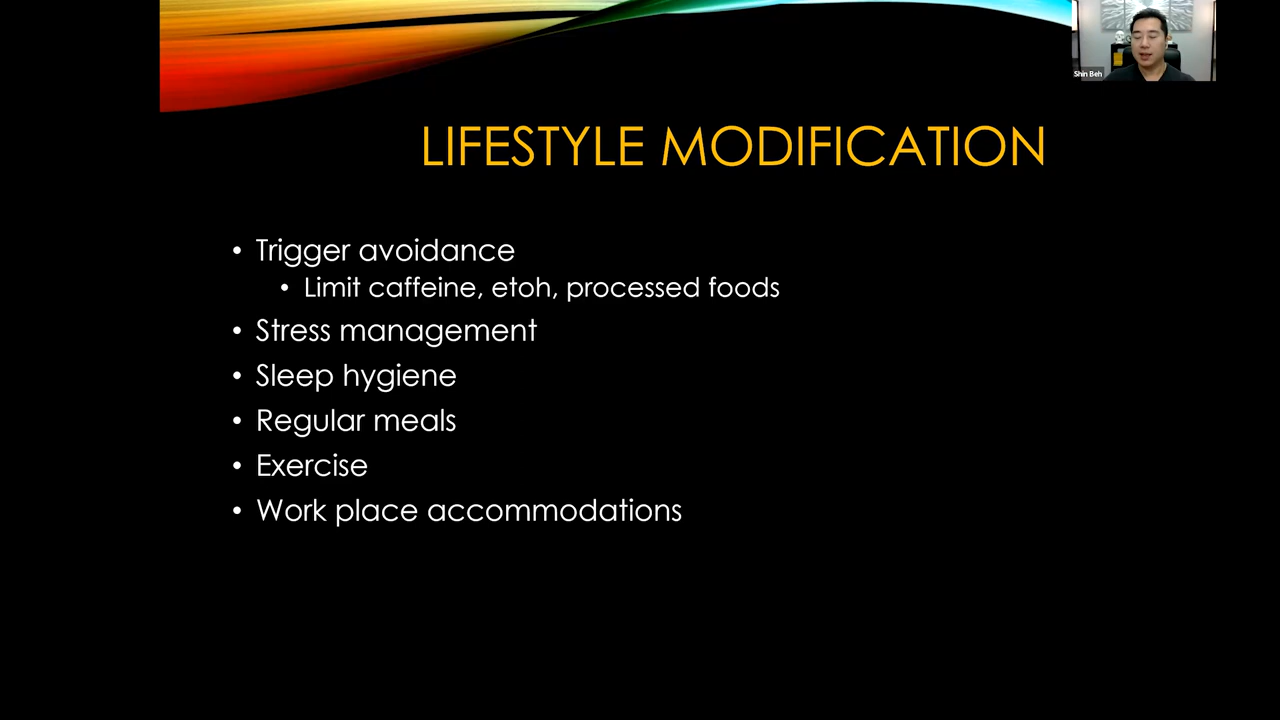 Shin Beh
LIFESTYLE MODIFICATION
• Trigger avoidance
• Limit caffeine, etoh, processed foods
• Stress management
• Sleep hygiene
• Regular meals
• Exercise
• Work place accommodations